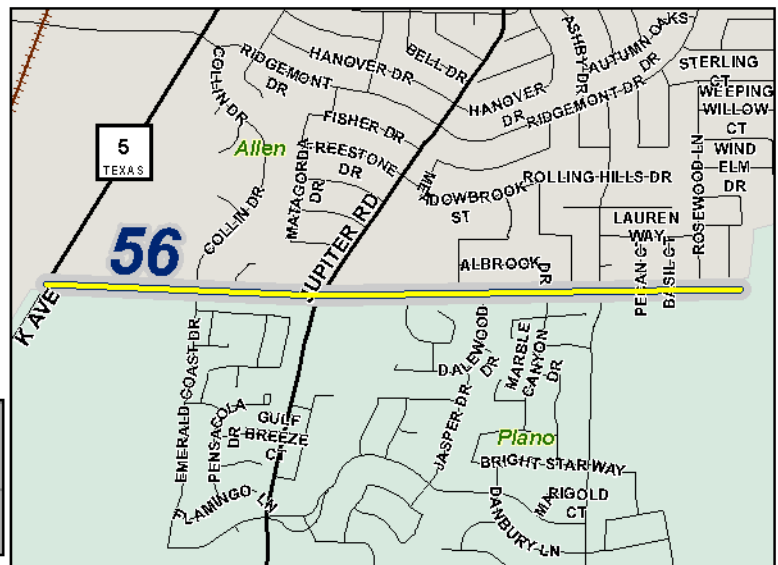 COLLIN DR
RIDGEMONT
DR
HANOVER DR
BELL DR
ASHBY DR
AUTUMN OAKS
DR
STERLING
CT
WEEPING
WILLOW
CT
HANOVER
DR
RIDGEMONT DR
WIND
ELM
DR
5
TEXAS
Allen
FISHER DR
FREESTONE
DR
MATAGORDA
DR
MEADOWBROOK
ST
ROLLING HILLS DR
ROSEWOOD LN
LAUREN
WAY
COLLIN DR
JUPITER RD
56
ALBROOK
DR
PECAN CT
BASIL CT
K AVE
EMERALD COAST DR
DALEWOOD
DR
MARBLE
CANYON
DR
PENSACOLA
DR
GULF
BREEZE
CT
JASPER DR
Plano
BRIGHT STAR WAY
FLAMINGO LN
MARIGOLD
CT
DANBURY LN